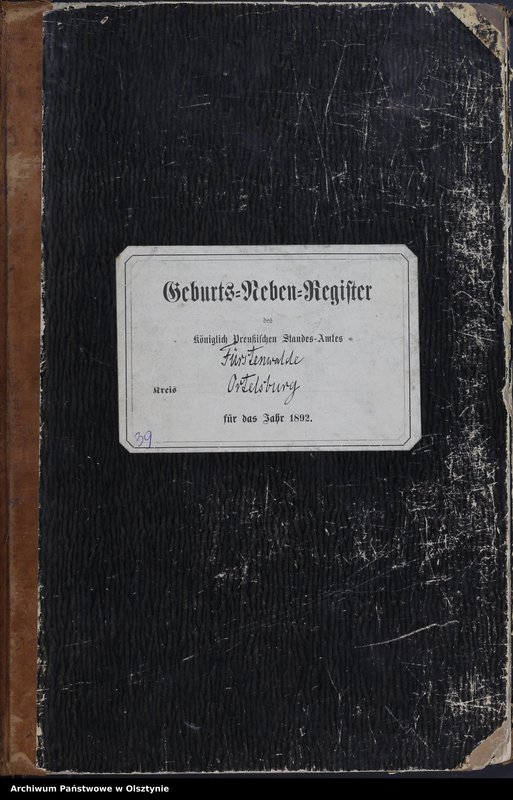 Geburts-Neben-Register
des
Königlich Preußischen Standes-Amtes
Fürstenwalde
Kreis Ortelsburg
für das Jahr 1892.
39
Archiwum Państwowe w Olsztynie